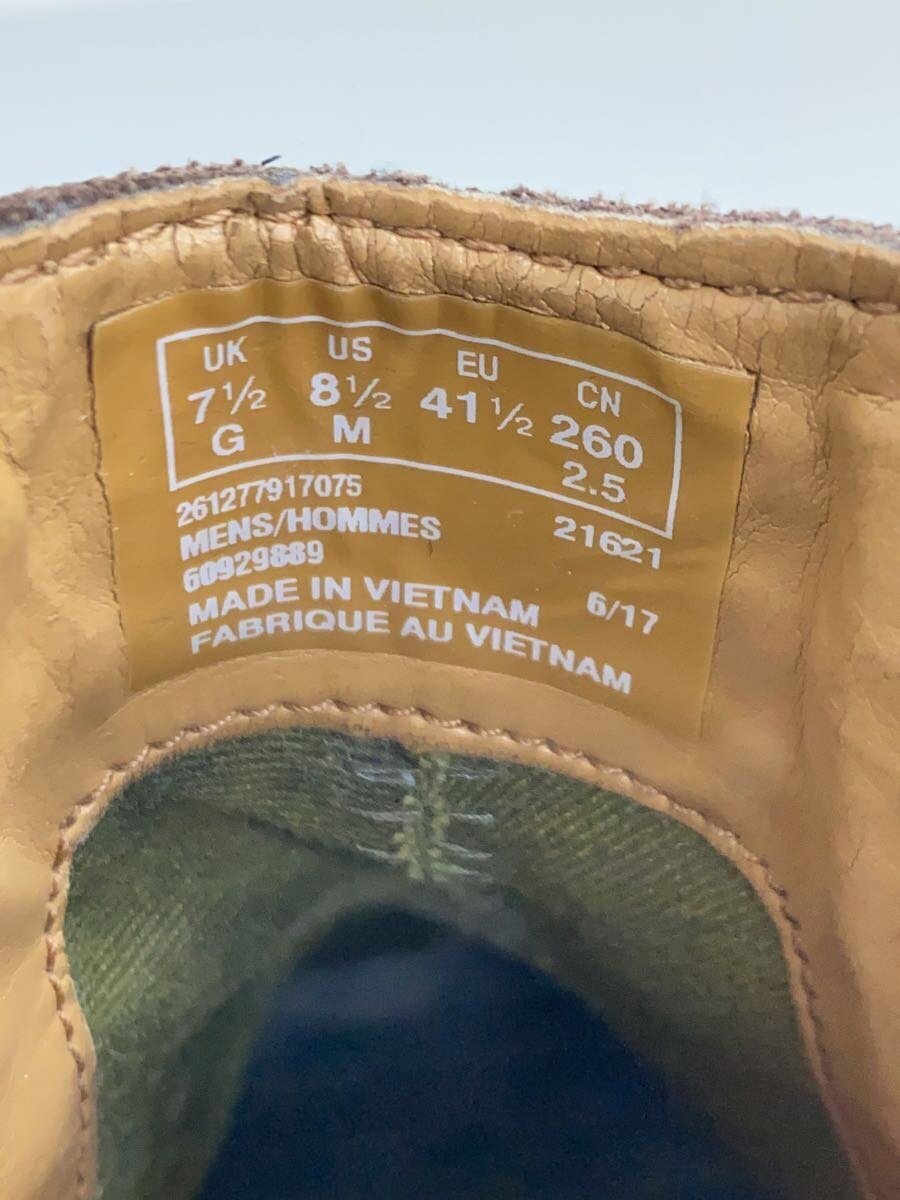 UK US EU CN
7½ 8½ 41½ 260
G M 2.5
261277917075 21621
MENS/HOMMES
60929889 6/17
MADE IN VIETNAM
FABRIQUE AU VIETNAM